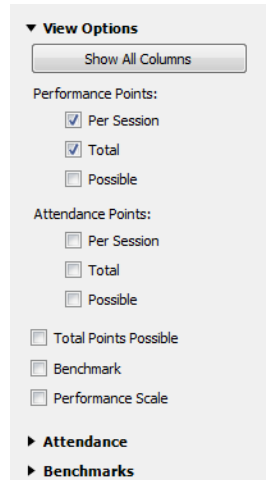 View Options
Show All Columns
Performance Points:
Per Session
Total
Possible
Attendance Points:
Per Session
Total
Possible
Total Points Possible
Benchmark
Performance Scale
Attendance
Benchmarks